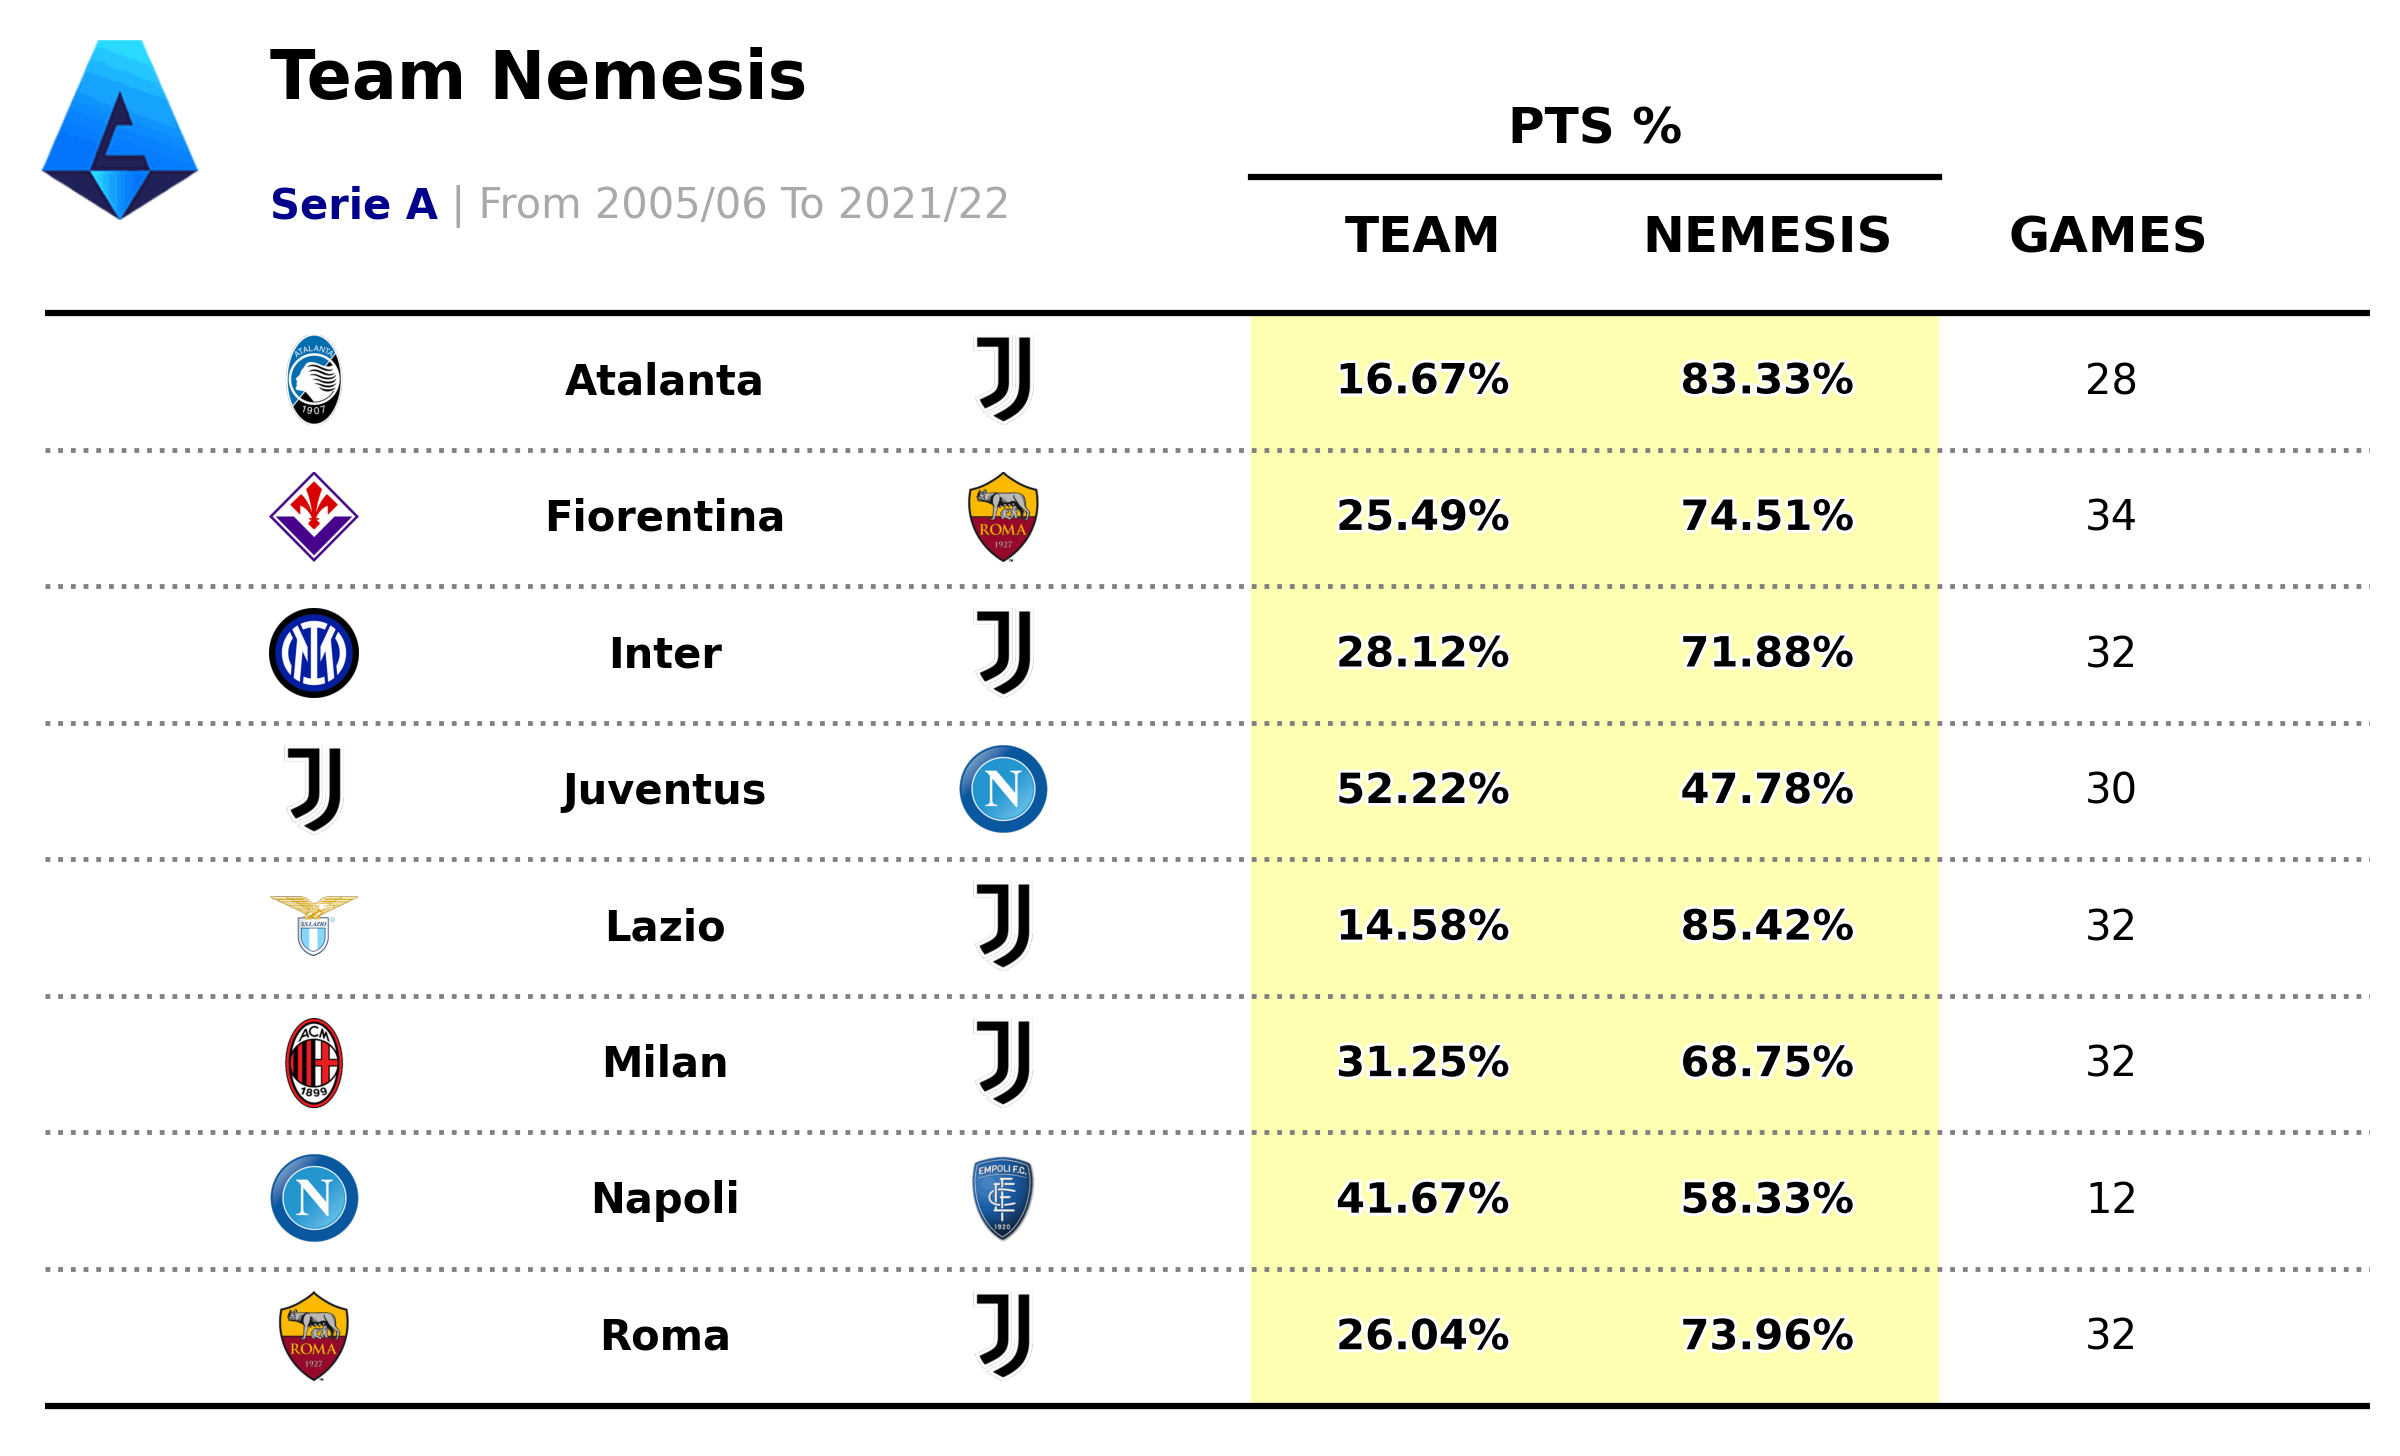 Team Nemesis
Serie A | From 2005/06 To 2021/22
PTS %
TEAM NEMESIS GAMES
ATALANTA 1907 Atalanta 16.67% 83.33% 28
Fiorentina ROMA 1927 25.49% 74.51% 34
Inter 28.12% 71.88% 32
Juventus N 52.22% 47.78% 30
S.S.LAZIO Lazio 14.58% 85.42% 32
ACM 1899 Milan 31.25% 68.75% 32
N Napoli EMPOLI F.C. 1920 41.67% 58.33% 12
ROMA 1927 Roma 26.04% 73.96% 32